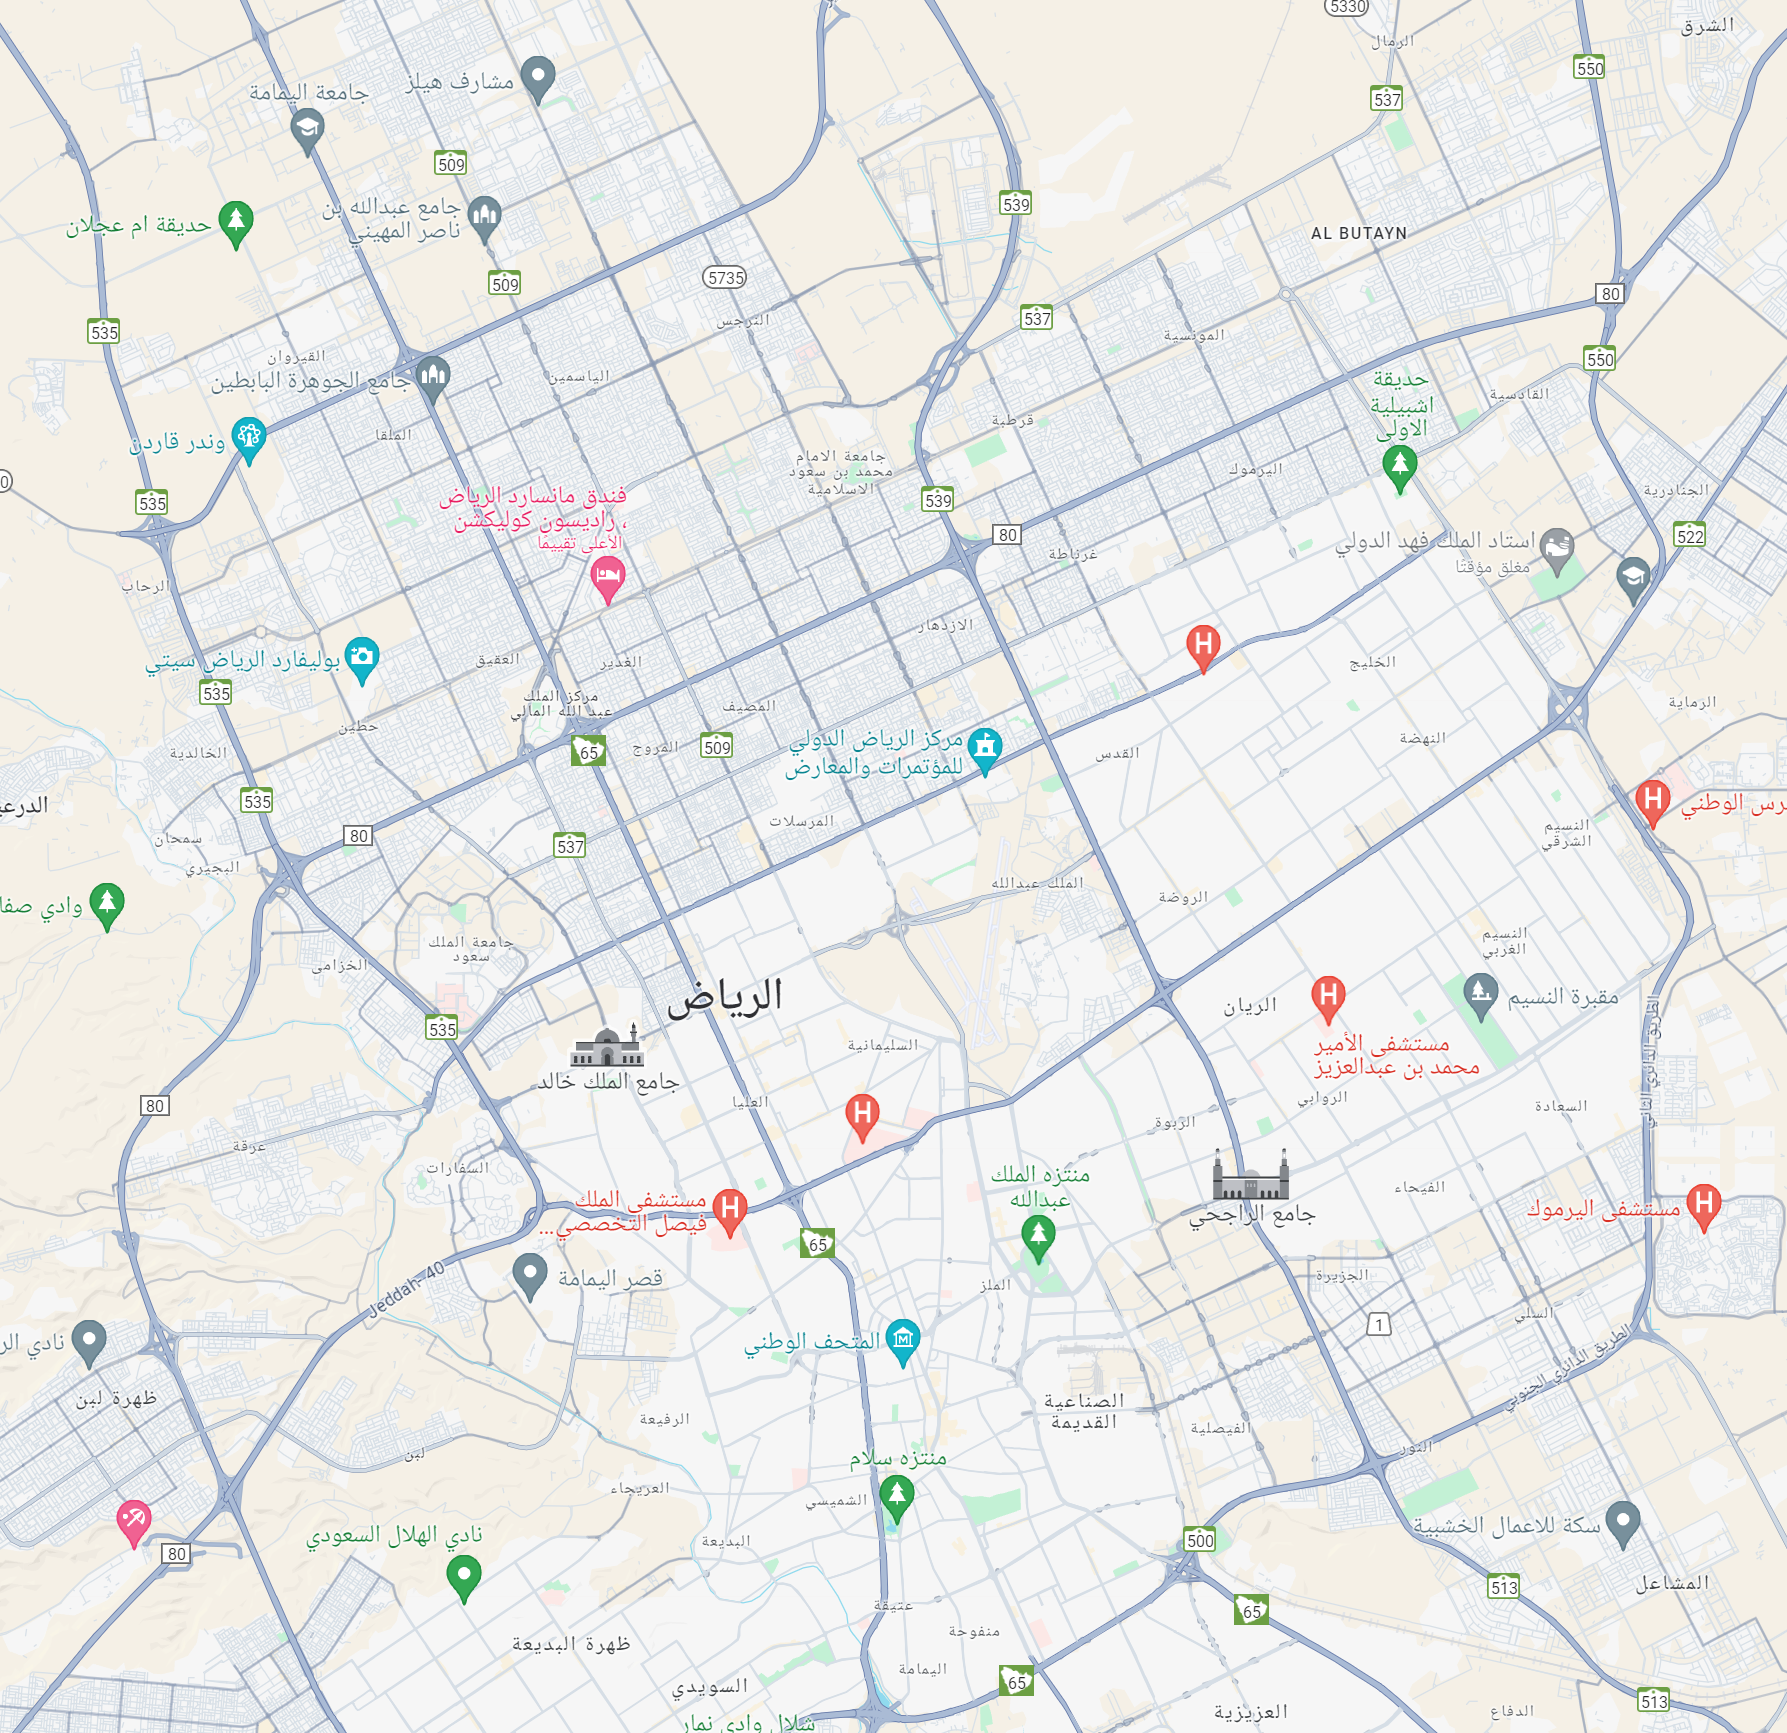 5330
الرمال
الشرق
550
537
مشارف هيلز
جامعة اليمامة
509
جامع عبدالله بن
ناصر المهيني
حديقة ام عجلان
539
AL BUTAYN
509
5735
80
النرجس
537
535
المونسية
القيروان
550
جامع الجوهرة البابطين
الياسمين
حديقة
اشبيلية
الاولى
القادسية
وندر قاردن
الملقا
قرطبة
جامعة الامام
محمد بن سعود
الاسلامية
اليرموك
الجنادرية
535
فندق مانسارد الرياض
، راديسون كوليكشن
الأعلى تقييمًا
539
80
522
استاد الملك فهد الدولي
مغلق مؤقتًا
غرناطة
الرحاب
الازدهار
بوليفارد الرياض سيتي
العقيق
الغدير
الخليج
535
مركز الملك
عبد الله المالي
المصيف
الرماية
حطين
الخالدية
65
المروج
509
مركز الرياض الدولي
للمؤتمرات والمعارض
القدس
النهضة
535
الدرعي
80
537
المرسلات
سمحان
البجيري
النسيم
الشرقي
رس الوطني
الملك عبدالله
الروضة
وادي صفا
جامعة الملك
سعود
الخزامى
النسيم
الغربي
الرياض
الريان
مقبرة النسيم
535
السليمانية
الطريق الدائري الثاني
جامع الملك خالد
مستشفى الأمير
محمد بن عبدالعزيز
80
العليا
الروابي
السعادة
الربوة
عرقة
السفارات
منتزه الملك
عبدالله
الفيحاء
مستشفى الملك
فيصل التخصصي...
جامع الراجحي
مستشفى اليرموك
65
قصر اليمامة
Jeddah-40
الملز
الجزيرة
السلي
1
نادي الر
المتحف الوطني
الطريق الدائري الجنوبي
ظهرة لبن
الصناعية
القديمة
الرفيعة
الفيصلية
لبن
النور
منتزه سلام
العريجاء
الشميسي
نادي الهلال السعودي
سكة للاعمال الخشبية
البديعة
500
80
المشاعل
513
عتيقة
65
منفوحة
ظهرة البديعة
اليمامة
65
السويدي
العزيزية
الدفاع
513
شلال وادي نمار